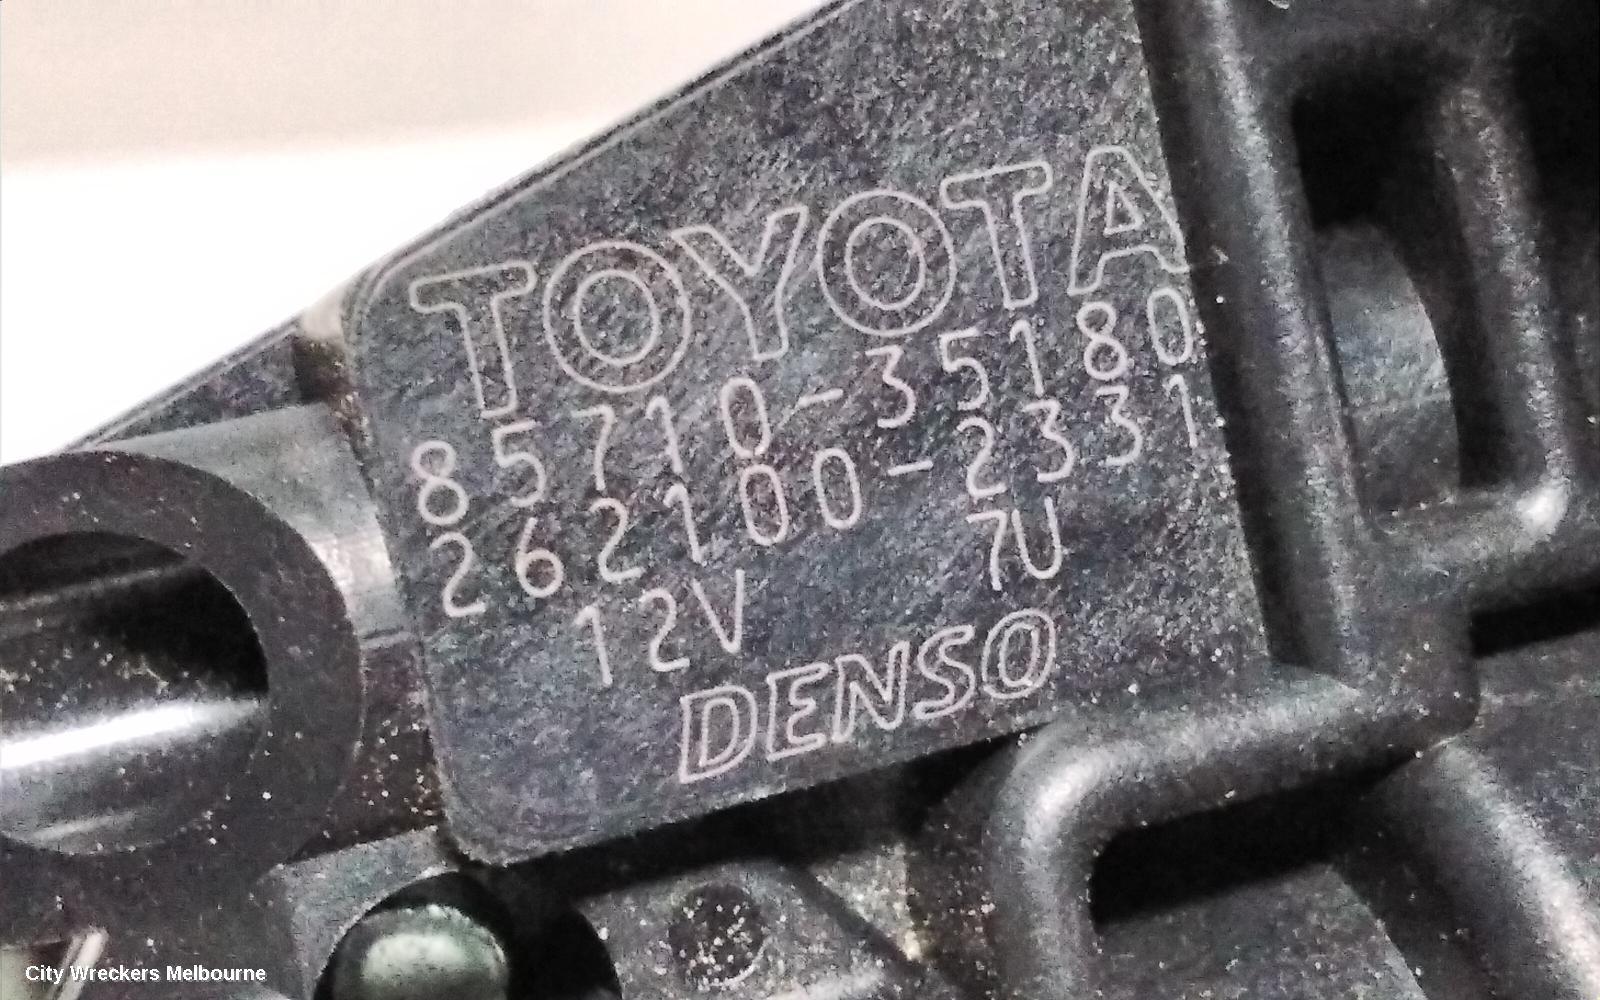 TOYOTA
85710-35180
262100-2331
12V 7U
DENSO
City Wreckers Melbourne